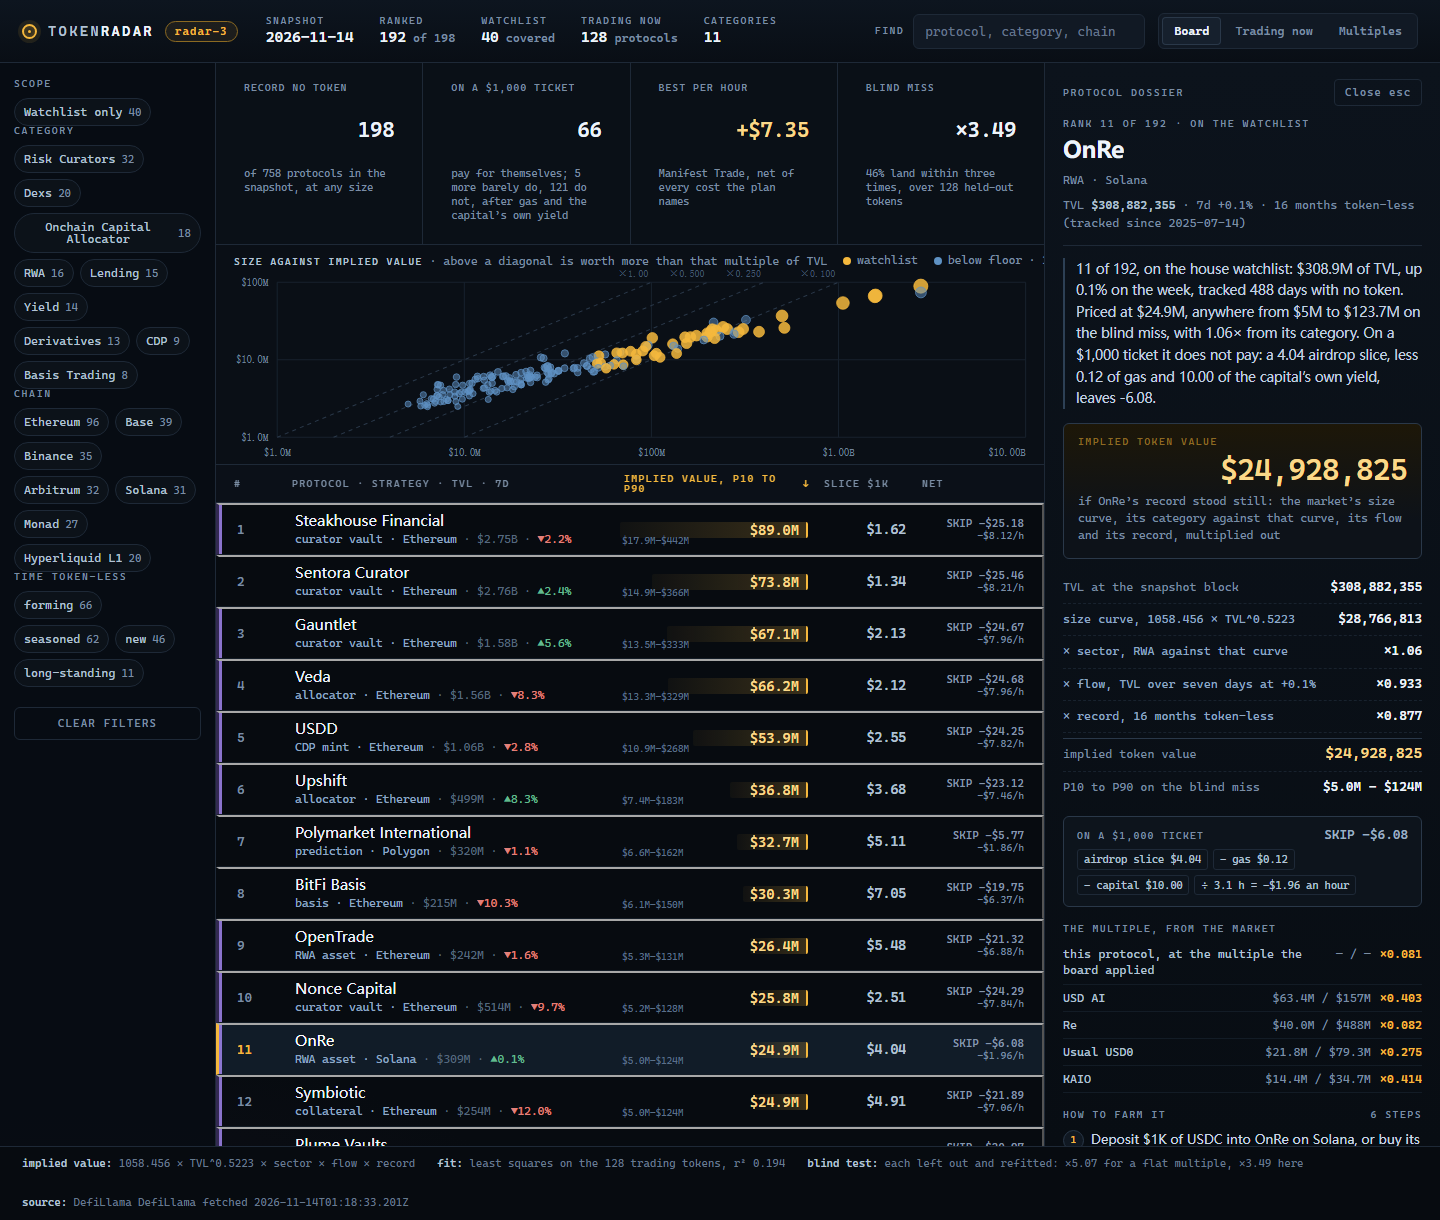 TOKENRADAR radar-3
SNAPSHOT
2026-11-14
RANKED
192 of 198
WATCHLIST
40 covered
TRADING NOW
128 protocols
CATEGORIES
11
FIND protocol, category, chain
Board Trading now Multiples
SCOPE
Watchlist only 40
CATEGORY
Risk Curators 32
Dexs 20
Onchain Capital
Allocator 18
RWA 16 Lending 15
Yield 14
Derivatives 13 CDP 9
Basis Trading 8
CHAIN
Ethereum 96 Base 39
Binance 35
Arbitrum 32 Solana 31
Monad 27
Hyperliquid L1 20
TIME TOKEN-LESS
forming 66
seasoned 62 new 46
long-standing 11
CLEAR FILTERS
RECORD NO TOKEN
198
of 758 protocols in the
snapshot, at any size
ON A $1,000 TICKET
66
pay for themselves; 5
more barely do, 121 do
not, after gas and the
capital's own yield
BEST PER HOUR
+$7.35
Manifest Trade, net of
every cost the plan
names
BLIND MISS
×3.49
46% land within three
times, over 128 held-out
tokens
SIZE AGAINST IMPLIED VALUE · above a diagonal is worth more than that multiple of TVL watchlist below floor ·
×1.00 ×0.500 ×0.250 ×0.100
$100M
$10.0M
$1.0M
$1.0M $10.0M $100M $1.00B $10.00B
# PROTOCOL · STRATEGY · TVL · 7D IMPLIED VALUE, P10 TO P90 ↓ SLICE $1K NET
1 Steakhouse Financial $89.0M $1.62 SKIP −$25.18
curator vault · Ethereum · $2.75B · ▼2.2% $17.9M−$442M −$8.12/h
2 Sentora Curator $73.8M $1.34 SKIP −$25.46
curator vault · Ethereum · $2.76B · ▲2.4% $14.9M−$366M −$8.21/h
3 Gauntlet $67.1M $2.13 SKIP −$24.67
curator vault · Ethereum · $1.58B · ▲5.6% $13.5M−$333M −$7.96/h
4 Veda $66.2M $2.12 SKIP −$24.68
allocator · Ethereum · $1.56B · ▼8.3% $13.3M−$329M −$7.96/h
5 USDD $53.9M $2.55 SKIP −$24.25
CDP mint · Ethereum · $1.06B · ▼2.8% $10.9M−$268M −$7.82/h
6 Upshift $36.8M $3.68 SKIP −$23.12
allocator · Ethereum · $499M · ▲8.3% $7.4M−$183M −$7.46/h
7 Polymarket International $32.7M $5.11 SKIP −$5.77
prediction · Polygon · $320M · ▼1.1% $6.6M−$162M −$1.86/h
8 BitFi Basis $30.3M $7.05 SKIP −$19.75
basis · Ethereum · $215M · ▼10.3% $6.1M−$150M −$6.37/h
9 OpenTrade $26.4M $5.48 SKIP −$21.32
RWA asset · Ethereum · $242M · ▼1.6% $5.3M−$131M −$6.88/h
10 Nonce Capital $25.8M $2.51 SKIP −$24.29
curator vault · Ethereum · $514M · ▼9.7% $5.2M−$128M −$7.84/h
11 OnRe $24.9M $4.04 SKIP −$6.08
RWA asset · Solana · $309M · ▲0.1% $5.0M−$124M −$1.96/h
12 Symbiotic $24.9M $4.91 SKIP −$21.89
collateral · Ethereum · $254M · ▼12.0% $5.0M−$124M −$7.06/h
Plume Vaults
PROTOCOL DOSSIER Close esc
RANK 11 OF 192 · ON THE WATCHLIST
OnRe
RWA · Solana
TVL $308,882,355 · 7d +0.1% · 16 months token-less
(tracked since 2025-07-14)
11 of 192, on the house watchlist: $308.9M of TVL, up
0.1% on the week, tracked 488 days with no token.
Priced at $24.9M, anywhere from $5M to $123.7M on
the blind miss, with 1.06× from its category. On a
$1,000 ticket it does not pay: a 4.04 airdrop slice, less
0.12 of gas and 10.00 of the capital's own yield,
leaves -6.08.
IMPLIED TOKEN VALUE
$24,928,825
if OnRe's record stood still: the market's size
curve, its category against that curve, its flow
and its record, multiplied out
TVL at the snapshot block $308,882,355
size curve, 1058.456 × TVL^0.5223 $28,766,813
× sector, RWA against that curve ×1.06
× flow, TVL over seven days at +0.1% ×0.933
× record, 16 months token-less ×0.877
implied token value $24,928,825
P10 to P90 on the blind miss $5.0M − $124M
ON A $1,000 TICKET SKIP −$6.08
airdrop slice $4.04 − gas $0.12
− capital $10.00 ÷ 3.1 h = −$1.96 an hour
THE MULTIPLE, FROM THE MARKET
this protocol, at the multiple the
board applied − / − ×0.081
USD AI $63.4M / $157M ×0.403
Re $40.0M / $488M ×0.082
Usual USD0 $21.8M / $79.3M ×0.275
KAIO $14.4M / $34.7M ×0.414
HOW TO FARM IT 6 STEPS
1 Deposit $1K of USDC into OnRe on Solana, or buy its
implied value: 1058.456 × TVL^0.5223 × sector × flow × record fit: least squares on the 128 trading tokens, r² 0.194 blind test: each left out and refitted: ×5.07 for a flat multiple, ×3.49 here
source: DefiLlama DefiLlama fetched 2026-11-14T01:18:33.201Z